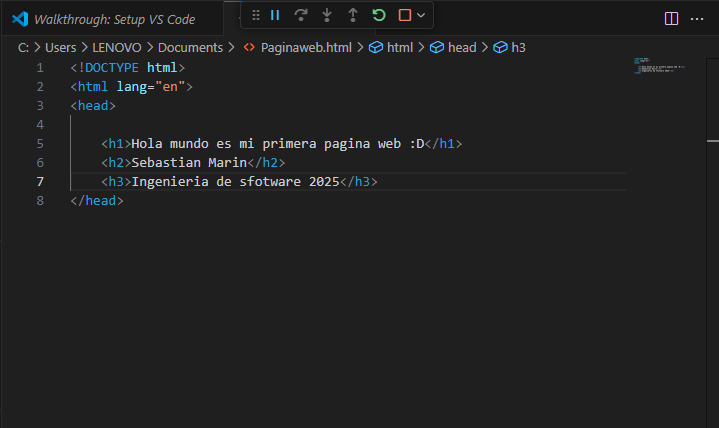 Walkthrough: Setup VS Code
C: > Users > LENOVO > Documents > <> Paginaweb.html > html > head > h3
1 <!DOCTYPE html>
2 <html lang="en">
3 <head>
4
5 <h1>Hola mundo es mi primera pagina web :D</h1>
6 <h2>Sebastian Marin</h2>
7 <h3>Ingenieria de sfotware 2025</h3>
8 </head>